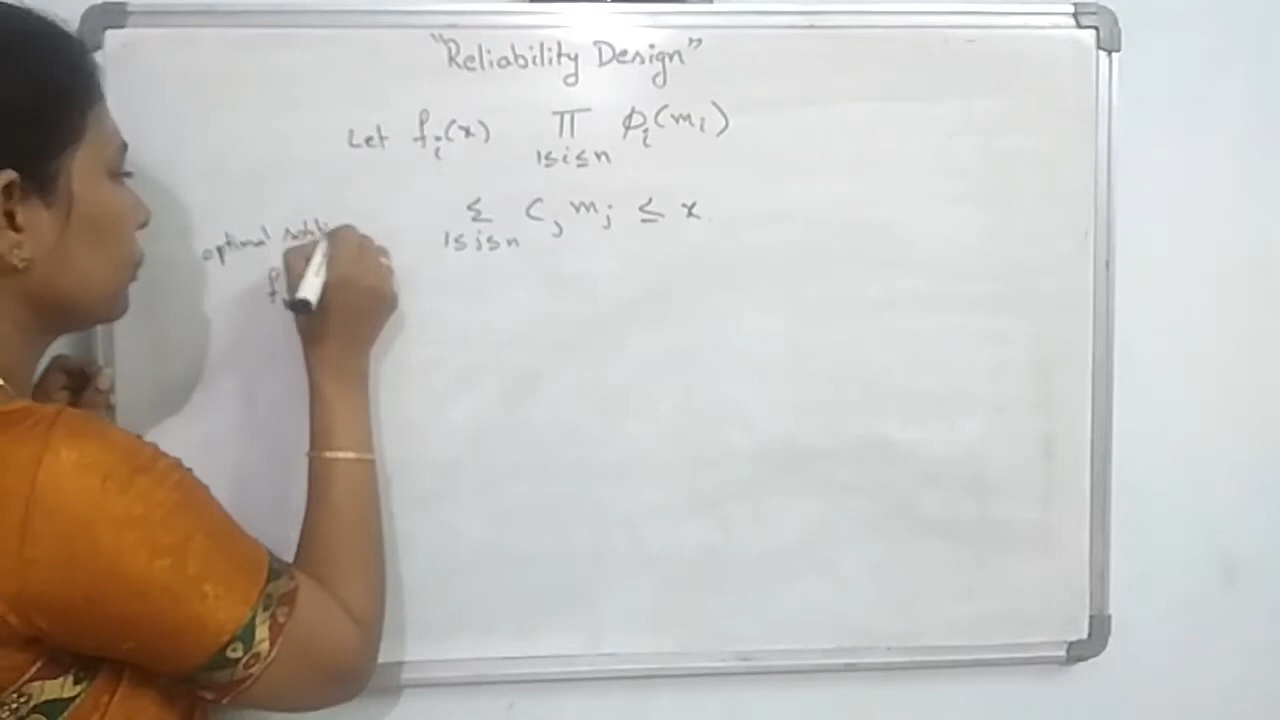 "Reliability Design"
Let fᵢ(x) Π ϕᵢ(mᵢ)
1≤i≤n
Σ Cⱼ mⱼ ≤ x.
1≤j≤n
optimal
f